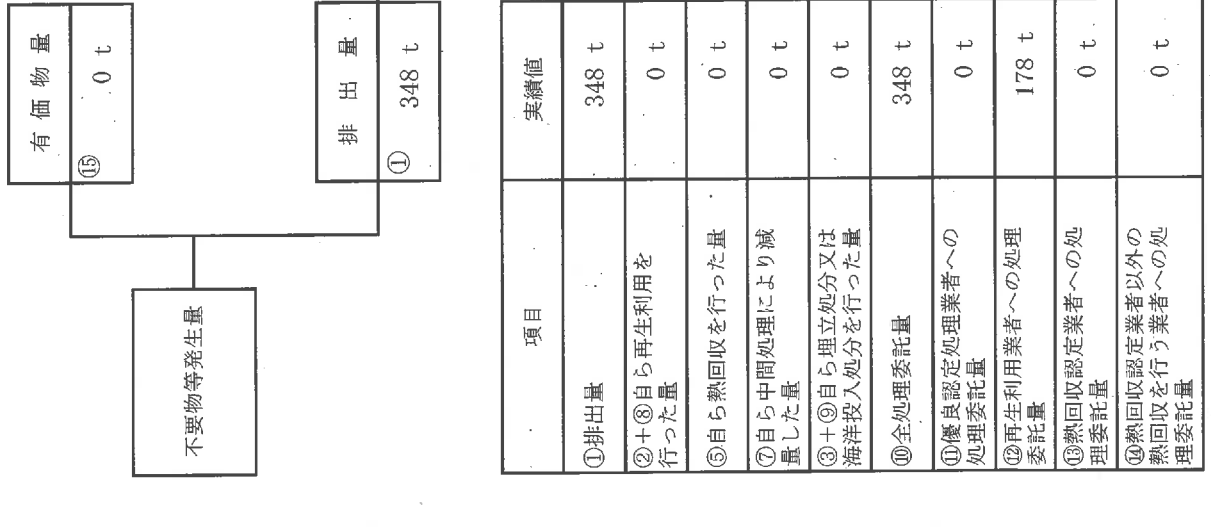 不要物等発生量
有価物量
⑮
0 t
排出量
①
348 t
項目
実績値
①排出量
348 t
②+⑧自ら再生利用を
行った量
0 t
⑤自ら熱回収を行った量
0 t
⑦自ら中間処理により減
量した量
0 t
③+⑨自ら埋立処分又は
海洋投入処分を行った量
0 t
⑩全処理委託量
348 t
⑪優良認定処理業者への
処理委託量
0 t
⑫再生利用業者への処理
委託量
178 t
⑬熱回収認定業者への処
理委託量
0 t
⑭熱回収認定業者以外の
熱回収を行う業者への処
理委託量
0 t